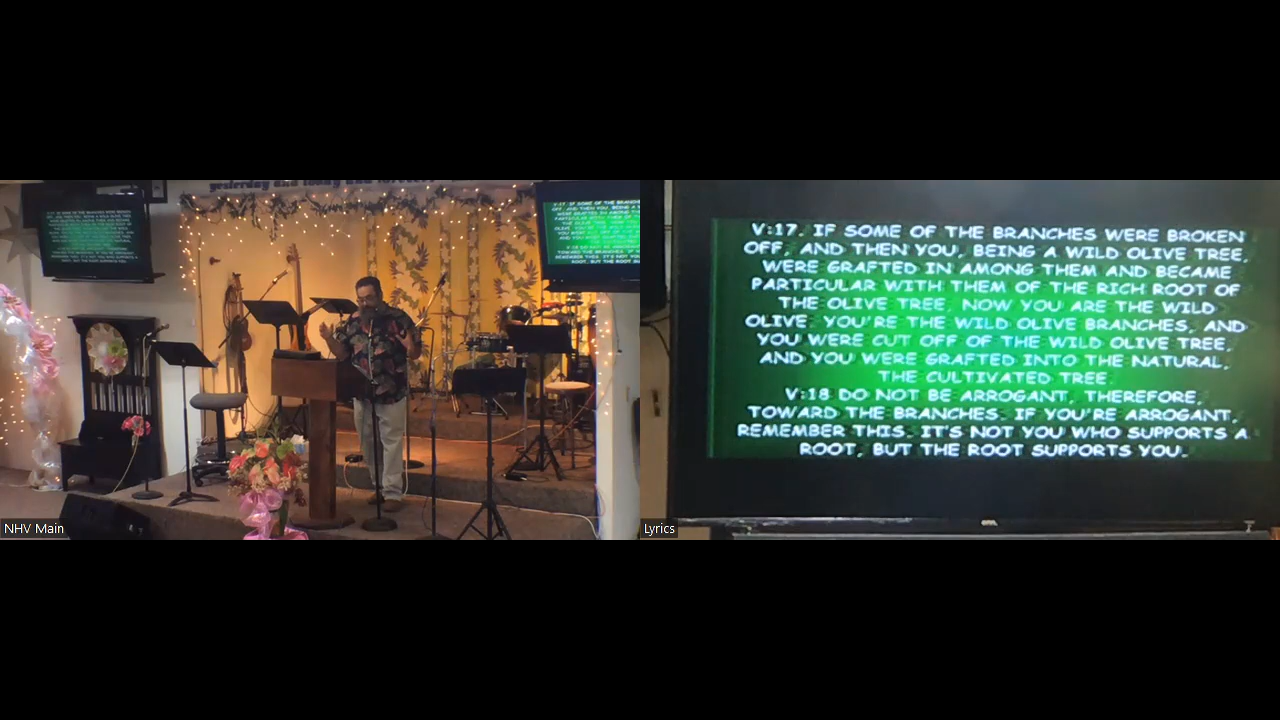 yesterday and today and forever
NHV Main
V:17. IF SOME OF THE BRANCHES WERE BROKEN
OFF, AND THEN YOU, BEING A WILD OLIVE TREE,
WERE GRAFTED IN AMONG THEM AND BECAME
PARTICULAR WITH THEM OF THE RICH ROOT OF
THE OLIVE TREE, NOW YOU ARE THE WILD
OLIVE. YOU'RE THE WILD OLIVE BRANCHES, AND
YOU WERE CUT OFF OF THE WILD OLIVE TREE,
AND YOU WERE GRAFTED INTO THE NATURAL,
THE CULTIVATED TREE.
V:18 DO NOT BE ARROGANT, THEREFORE,
TOWARD THE BRANCHES. IF YOU'RE ARROGANT,
REMEMBER THIS. IT'S NOT YOU WHO SUPPORTS A
ROOT, BUT THE ROOT SUPPORTS YOU.
Lyrics